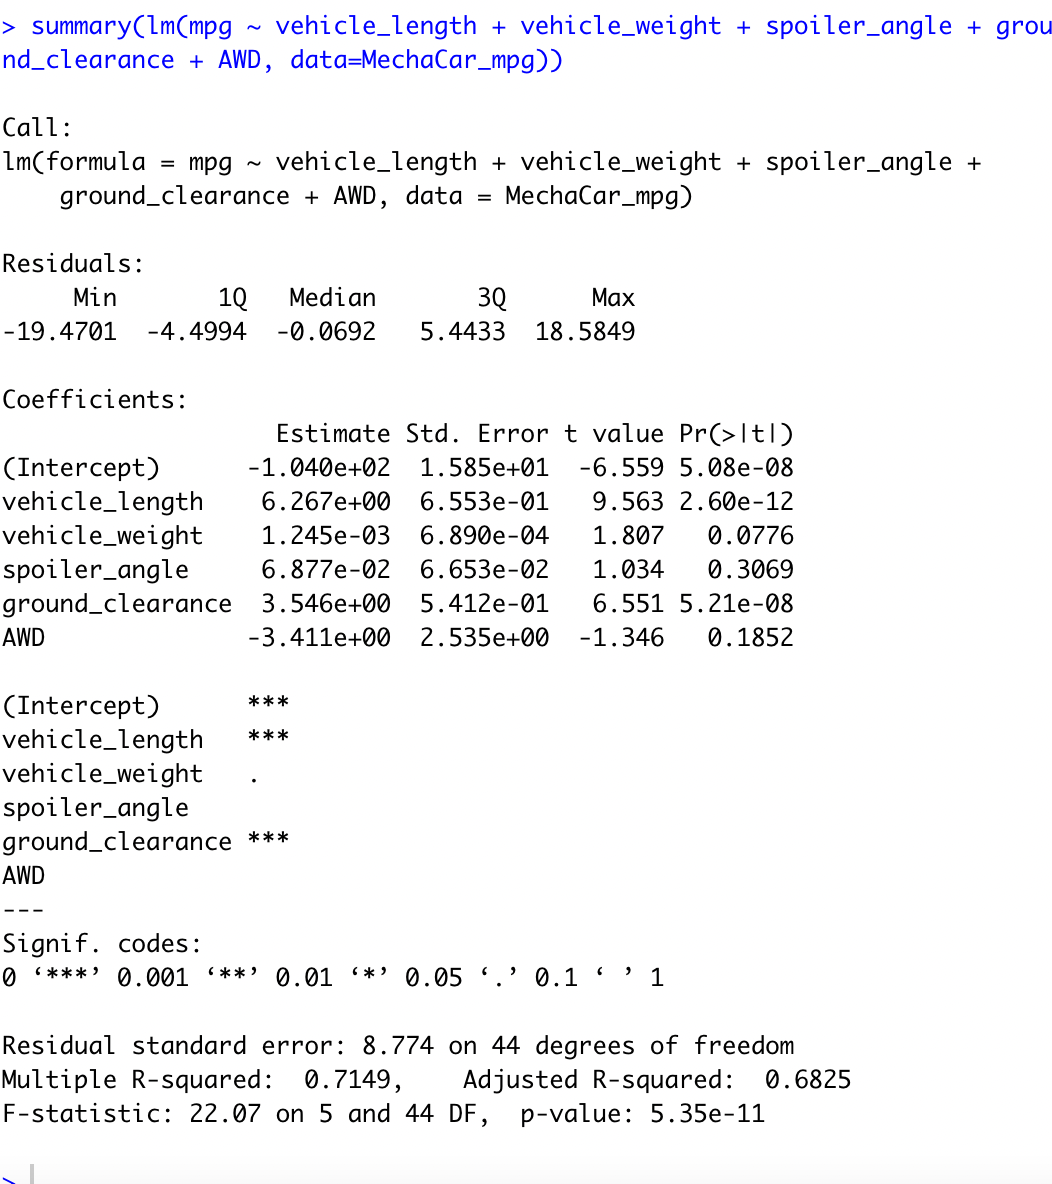 > summary(lm(mpg ~ vehicle_length + vehicle_weight + spoiler_angle + grou
nd_clearance + AWD, data=MechaCar_mpg))
Call:
lm(formula = mpg ~ vehicle_length + vehicle_weight + spoiler_angle +
    ground_clearance + AWD, data = MechaCar_mpg)
Residuals:
     Min       1Q   Median       3Q      Max
-19.4701  -4.4994  -0.0692   5.4433  18.5849
Coefficients:
                   Estimate Std. Error t value Pr(>|t|)
(Intercept)      -1.040e+02  1.585e+01  -6.559 5.08e-08
vehicle_length    6.267e+00  6.553e-01   9.563 2.60e-12
vehicle_weight    1.245e-03  6.890e-04   1.807   0.0776
spoiler_angle     6.877e-02  6.653e-02   1.034   0.3069
ground_clearance  3.546e+00  5.412e-01   6.551 5.21e-08
AWD              -3.411e+00  2.535e+00  -1.346   0.1852
(Intercept)      ***
vehicle_length   ***
vehicle_weight   .
spoiler_angle
ground_clearance ***
AWD
---
Signif. codes:
0 ‘***’ 0.001 ‘**’ 0.01 ‘*’ 0.05 ‘.’ 0.1 ‘ ’ 1
Residual standard error: 8.774 on 44 degrees of freedom
Multiple R-squared:  0.7149,    Adjusted R-squared:  0.6825
F-statistic: 22.07 on 5 and 44 DF,  p-value: 5.35e-11
>